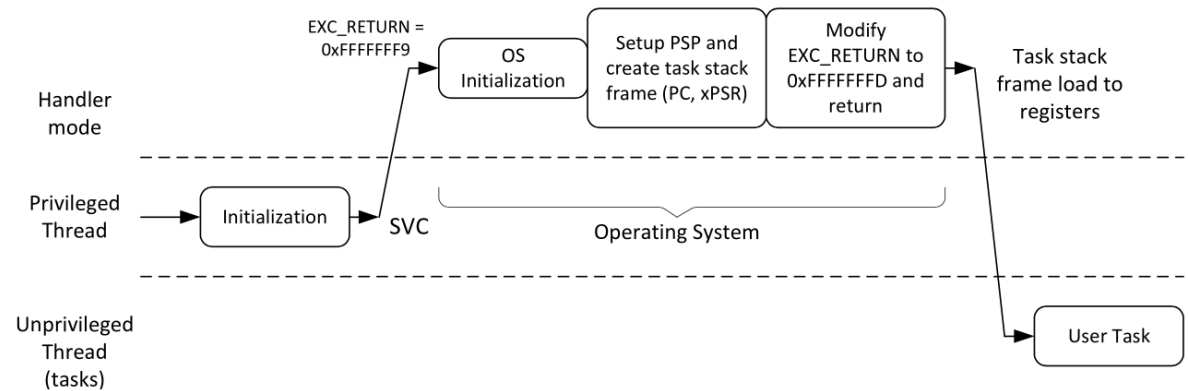 EXC_RETURN =
0xFFFFFFF9
OS
Initialization
Setup PSP and
create task stack
frame (PC, xPSR)
Modify
EXC_RETURN to
0xFFFFFFFD and
return
Task stack
frame load to
registers
Handler
mode
Privileged
Thread
Initialization
SVC
Operating System
Unprivileged
Thread
(tasks)
User Task